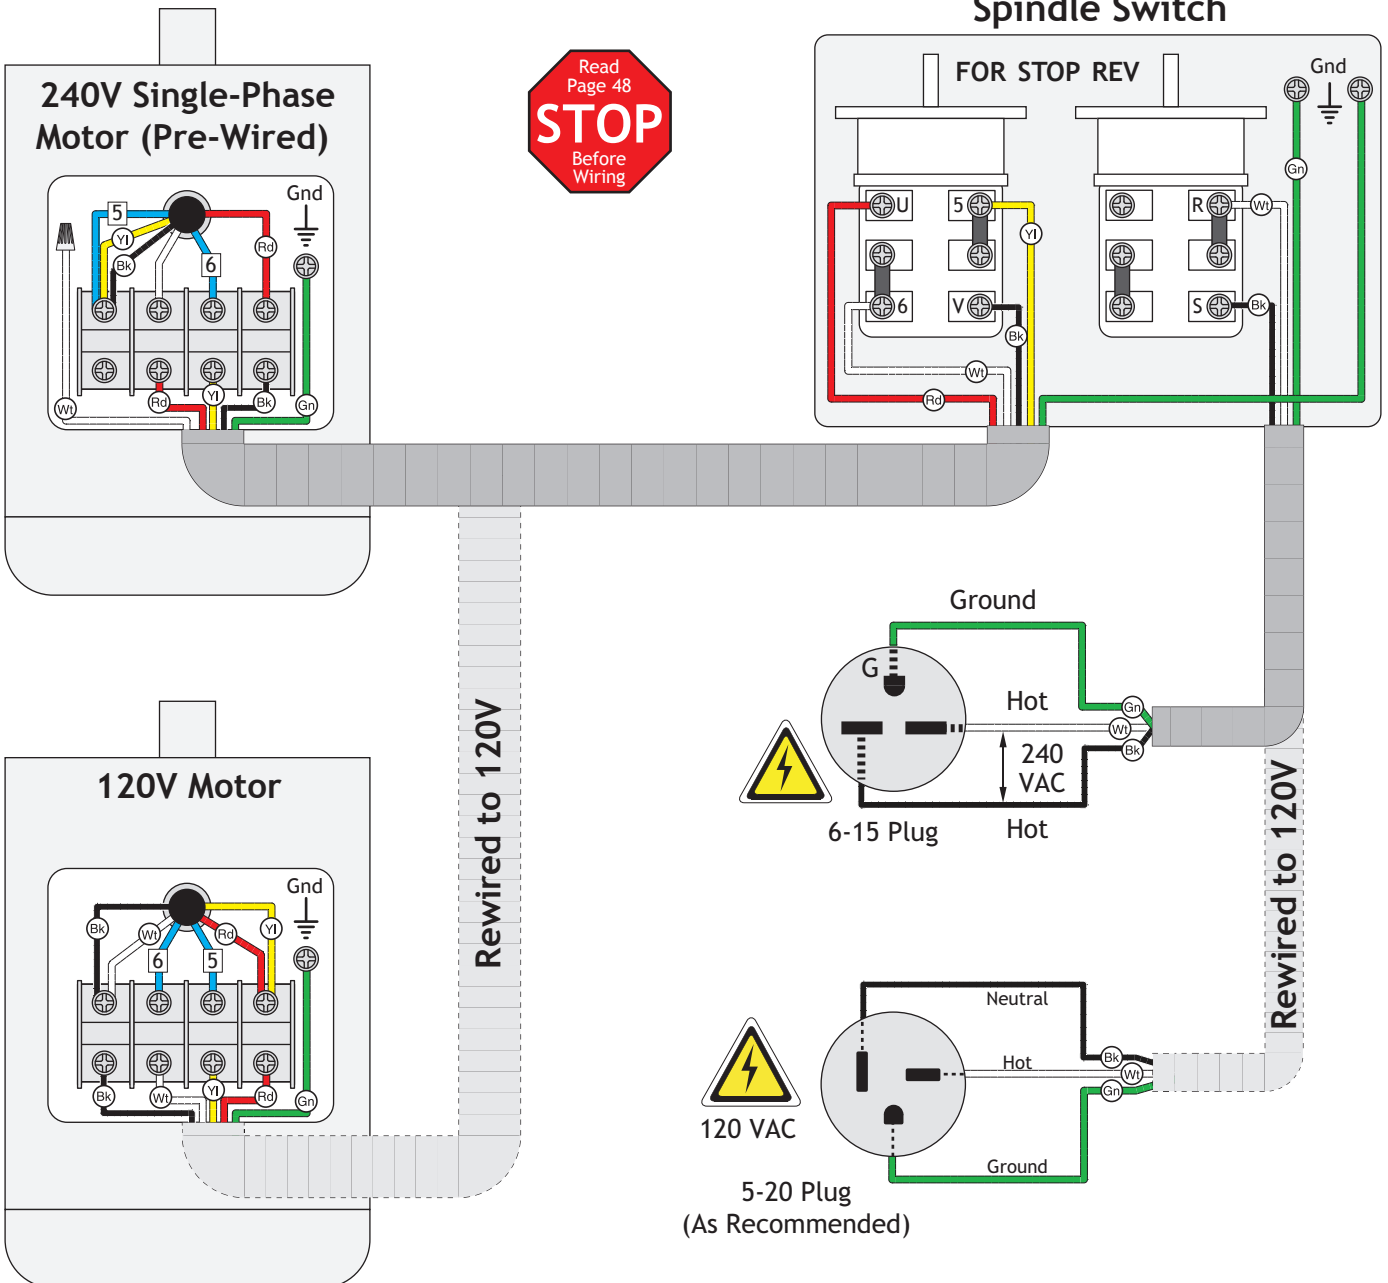 Spindle Switch
240V Single-Phase
Motor (Pre-Wired)
Gnd
5
Yl
Bk
6
Rd
Wt
Rd
Yl
Bk
Gn
Read
Page 48
STOP
Before
Wiring
FOR STOP REV
Gnd
Gn
U
5
Yl
6
V
Bk
Wt
Rd
R
Wt
S
Bk
Rewired to 120V
Ground
G
Hot
Gn
Wt
Bk
240
VAC
Hot
6-15 Plug
Rewired to 120V
120V Motor
Gnd
Bk
Wt
6
5
Rd
Yl
Bk
Wt
Yl
Rd
Gn
Neutral
Hot
Bk
Wt
Gn
Ground
120 VAC
5-20 Plug
(As Recommended)